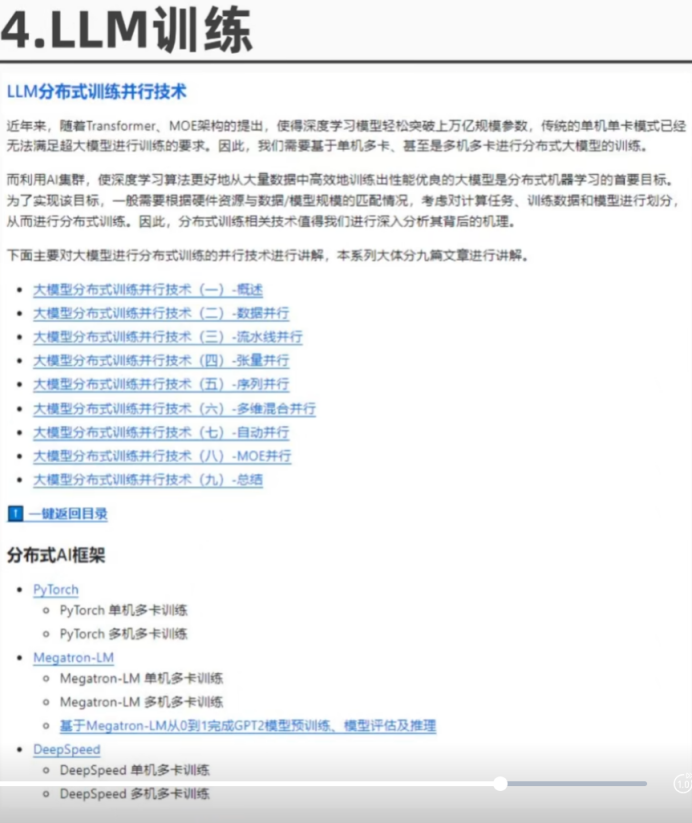 4.LLM训练
LLM分布式训练并行技术
近年来，随着Transformer、MOE架构的提出，使得深度学习模型轻松突破上万亿规模参数，传统的单机单卡模式已经
无法满足超大模型进行训练的要求。因此，我们需要基于单机多卡、甚至是多机多卡进行分布式大模型的训练。
而利用AI集群，使深度学习算法更好地从大量数据中高效地训练出性能优良的大模型是分布式机器学习的首要目标。
为了实现该目标，一般需要根据硬件资源与数据/模型规模的匹配情况，考虑对计算任务、训练数据和模型进行划分，
从而进行分布式训练。因此，分布式训练相关技术值得我们进行深入分析其背后的机理。
下面主要对大模型进行分布式训练的并行技术进行讲解，本系列大体分九篇文章进行讲解。
大模型分布式训练并行技术（一）-概述
大模型分布式训练并行技术（二）-数据并行
大模型分布式训练并行技术（三）-流水线并行
大模型分布式训练并行技术（四）-张量并行
大模型分布式训练并行技术（五）-序列并行
大模型分布式训练并行技术（六）-多维混合并行
大模型分布式训练并行技术（七）-自动并行
大模型分布式训练并行技术（八）-MOE并行
大模型分布式训练并行技术（九）-总结
一键返回目录
分布式AI框架
PyTorch
PyTorch 单机多卡训练
PyTorch 多机多卡训练
Megatron-LM
Megatron-LM 单机多卡训练
Megatron-LM 多机多卡训练
基于Megatron-LM从0到1完成GPT2模型预训练、模型评估及推理
DeepSpeed
DeepSpeed 单机多卡训练
DeepSpeed 多机多卡训练